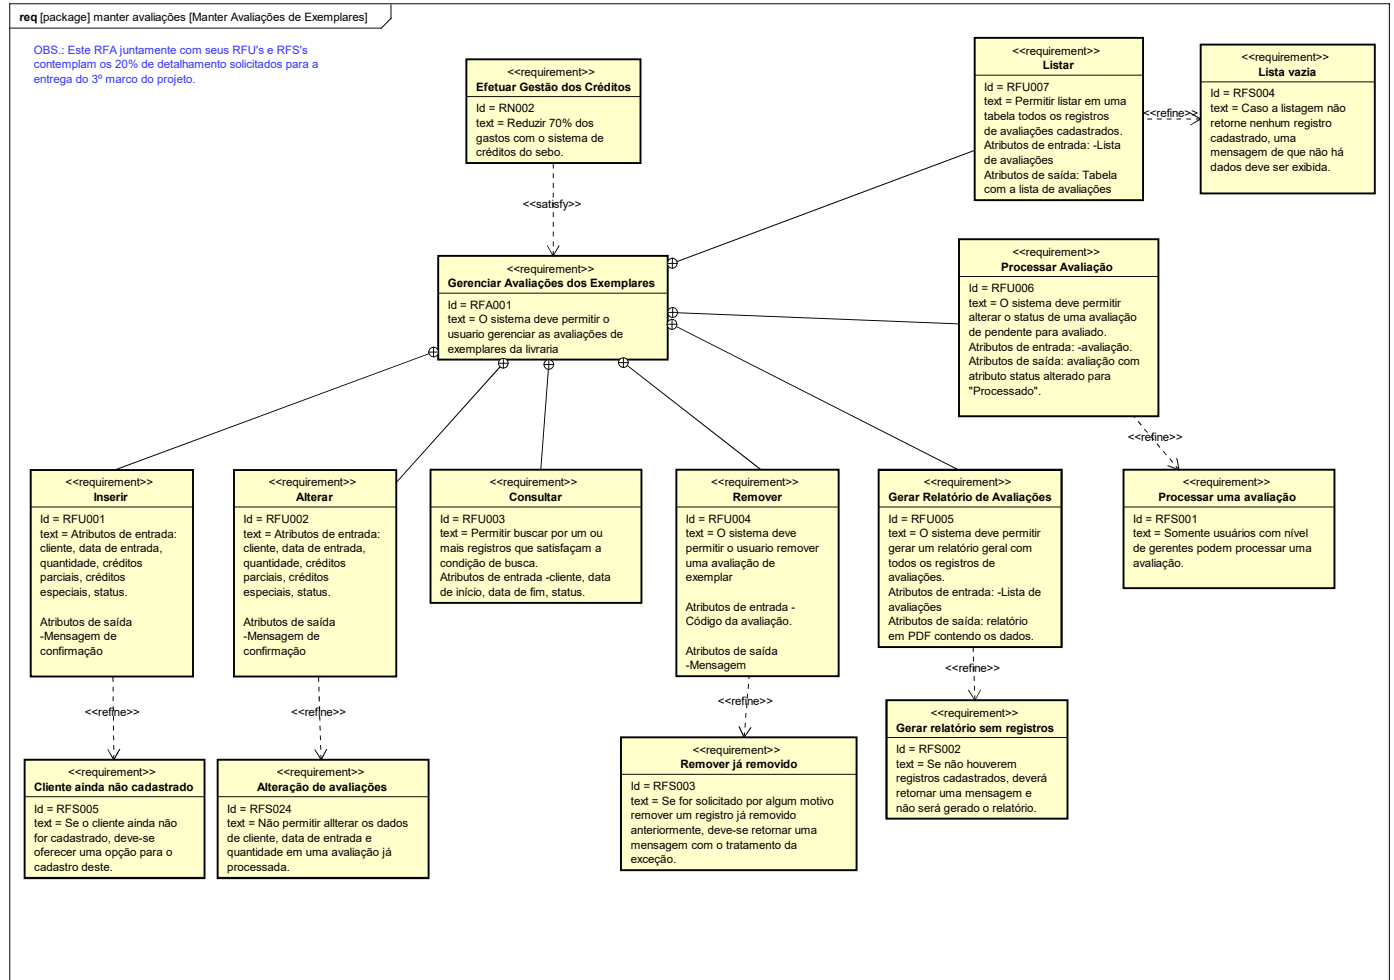 req [package] manter avaliações [Manter Avaliações de Exemplares]
OBS.: Este RFA juntamente com seus RFU's e RFS's
contemplam os 20% de detalhamento solicitados para a
entrega do 3º marco do projeto.
<<requirement>>
Efetuar Gestão dos Créditos
Id = RN002
text = Reduzir 70% dos
gastos com o sistema de
créditos do sebo.
<<satisfy>>
<<requirement>>
Listar
Id = RFU007
text = Permitir listar em uma
tabela todos os registros
de avaliações cadastrados.
Atributos de entrada: -Lista
de avaliações
Atributos de saída: Tabela
com a lista de avaliações
<<refine>>
<<requirement>>
Lista vazia
Id = RFS004
text = Caso a listagem não
retorne nenhum registro
cadastrado, uma
mensagem de que não há
dados deve ser exibida.
<<requirement>>
Gerenciar Avaliações dos Exemplares
Id = RFA001
text = O sistema deve permitir o
usuario gerenciar as avaliações de
exemplares da livraria
<<requirement>>
Processar Avaliação
Id = RFU006
text = O sistema deve permitir
alterar o status de uma avaliação
de pendente para avaliado.
Atributos de entrada: -avaliação.
Atributos de saída: avaliação com
atributo status alterado para
"Processado".
<<refine>>
<<requirement>>
Inserir
Id = RFU001
text = Atributos de entrada:
cliente, data de entrada,
quantidade, créditos
parciais, créditos
especiais, status.
Atributos de saída
-Mensagem de
confirmação
<<refine>>
<<requirement>>
Alterar
Id = RFU002
text = Atributos de entrada:
cliente, data de entrada,
quantidade, créditos
parciais, créditos
especiais, status.
Atributos de saída
-Mensagem de
confirmação
<<refine>>
<<requirement>>
Consultar
Id = RFU003
text = Permitir buscar por um ou
mais registros que satisfaçam a
condição de busca.
Atributos de entrada -cliente, data
de início, data de fim, status.
<<requirement>>
Remover
Id = RFU004
text = O sistema deve
permitir o usuario remover
uma avaliação de
exemplar
Atributos de entrada -
Código da avaliação.
Atributos de saída
-Mensagem
<<refine>>
<<requirement>>
Gerar Relatório de Avaliações
Id = RFU005
text = O sistema deve permitir
gerar um relatório geral com
todos os registros de
avaliações.
Atributos de entrada: -Lista de
avaliações
Atributos de saída: relatório
em PDF contendo os dados.
<<refine>>
<<requirement>>
Processar uma avaliação
Id = RFS001
text = Somente usuários com nível
de gerentes podem processar uma
avaliação.
<<requirement>>
Cliente ainda não cadastrado
Id = RFS005
text = Se o cliente ainda não
for cadastrado, deve-se
oferecer uma opção para o
cadastro deste.
<<requirement>>
Alteração de avaliações
Id = RFS024
text = Não permitir allterar os dados
de cliente, data de entrada e
quantidade em uma avaliação já
processada.
<<requirement>>
Remover já removido
Id = RFS003
text = Se for solicitado por algum motivo
remover um registro já removido
anteriormente, deve-se retornar uma
mensagem com o tratamento da
exceção.
<<requirement>>
Gerar relatório sem registros
Id = RFS002
text = Se não houverem
registros cadastrados, deverá
retornar uma mensagem e
não será gerado o relatório.